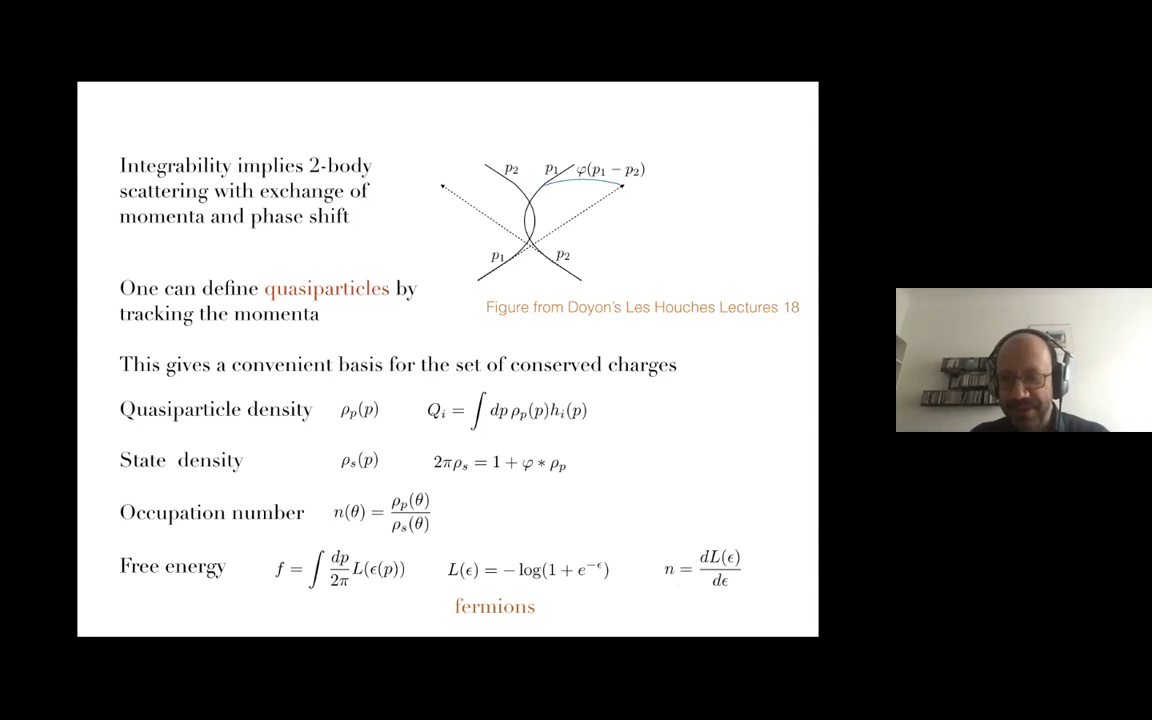 Integrability implies 2-body
scattering with exchange of
momenta and phase shift
p₂ p₁ φ(p₁ − p₂)
p₁ p₂
Figure from Doyon's Les Houches Lectures 18
One can define quasiparticles by
tracking the momenta
This gives a convenient basis for the set of conserved charges
Quasiparticle density ρₚ(p) Qᵢ = ∫ dp ρₚ(p)hᵢ(p)
State density ρₛ(p) 2πρₛ = 1 + φ * ρₚ
Occupation number n(θ) = ρₚ(θ)/ρₛ(θ)
Free energy f = ∫ dp/2π L(ϵ(p)) L(ϵ) = − log(1 + e^{−ϵ}) n = dL(ϵ)/dϵ
fermions